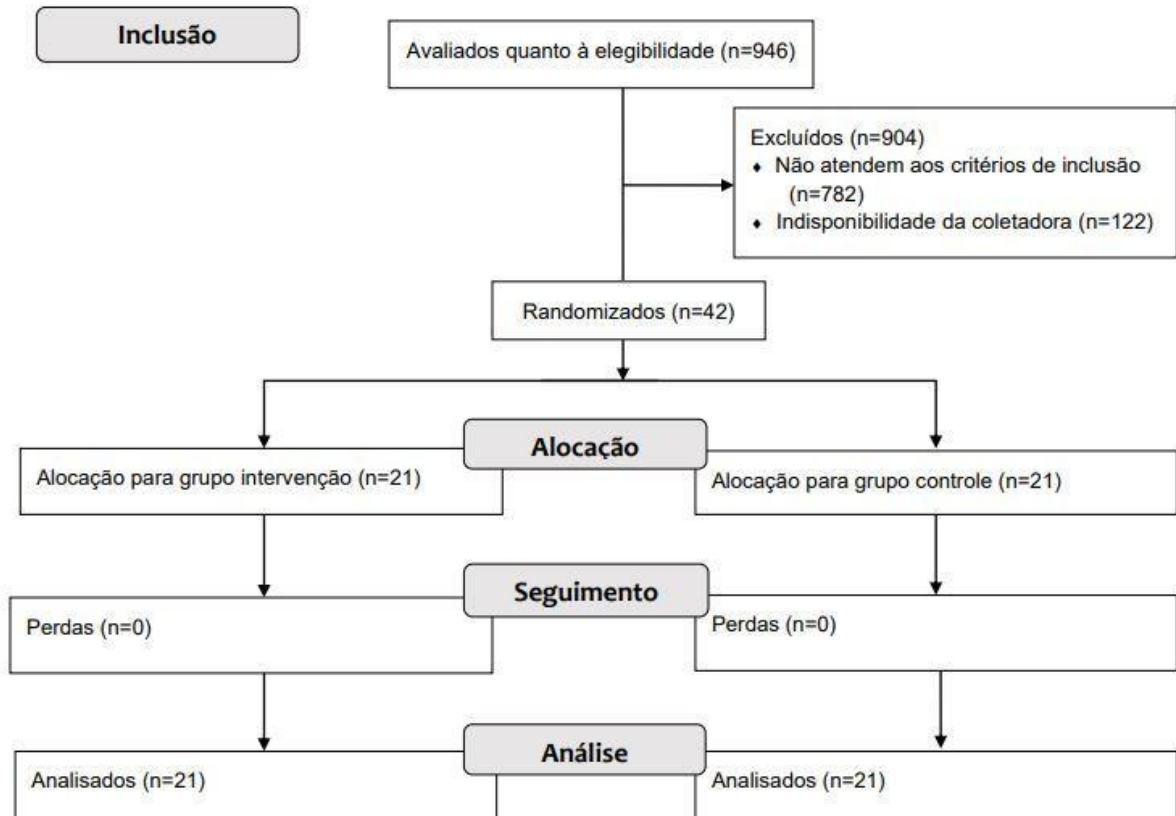 Inclusão
Avaliados quanto à elegibilidade (n=946)
Excluídos (n=904)
♦ Não atendem aos critérios de inclusão
(n=782)
♦ Indisponibilidade da coletadora (n=122)
Randomizados (n=42)
Alocação
Alocação para grupo intervenção (n=21)
Alocação para grupo controle (n=21)
Seguimento
Perdas (n=0)
Perdas (n=0)
Análise
Analisados (n=21)
Analisados (n=21)